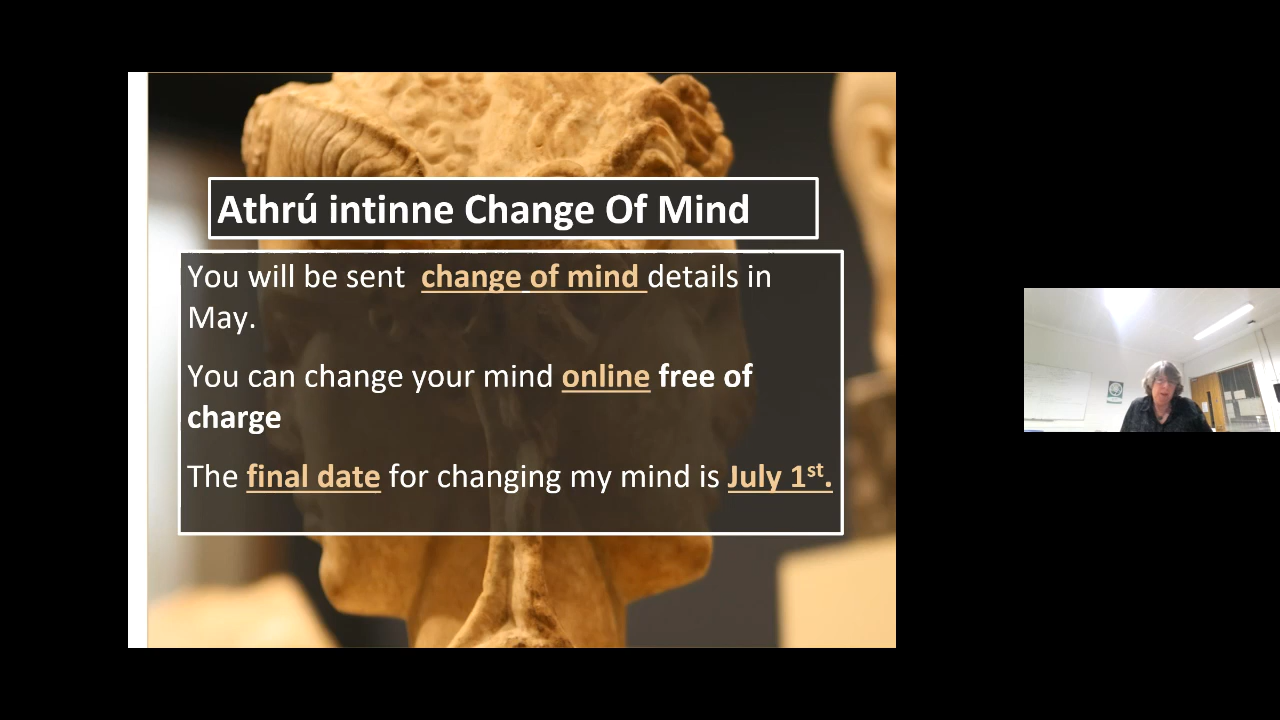 Athrú intinne Change Of Mind
You will be sent change of mind details in
May.
You can change your mind online free of
charge
The final date for changing my mind is July 1st.